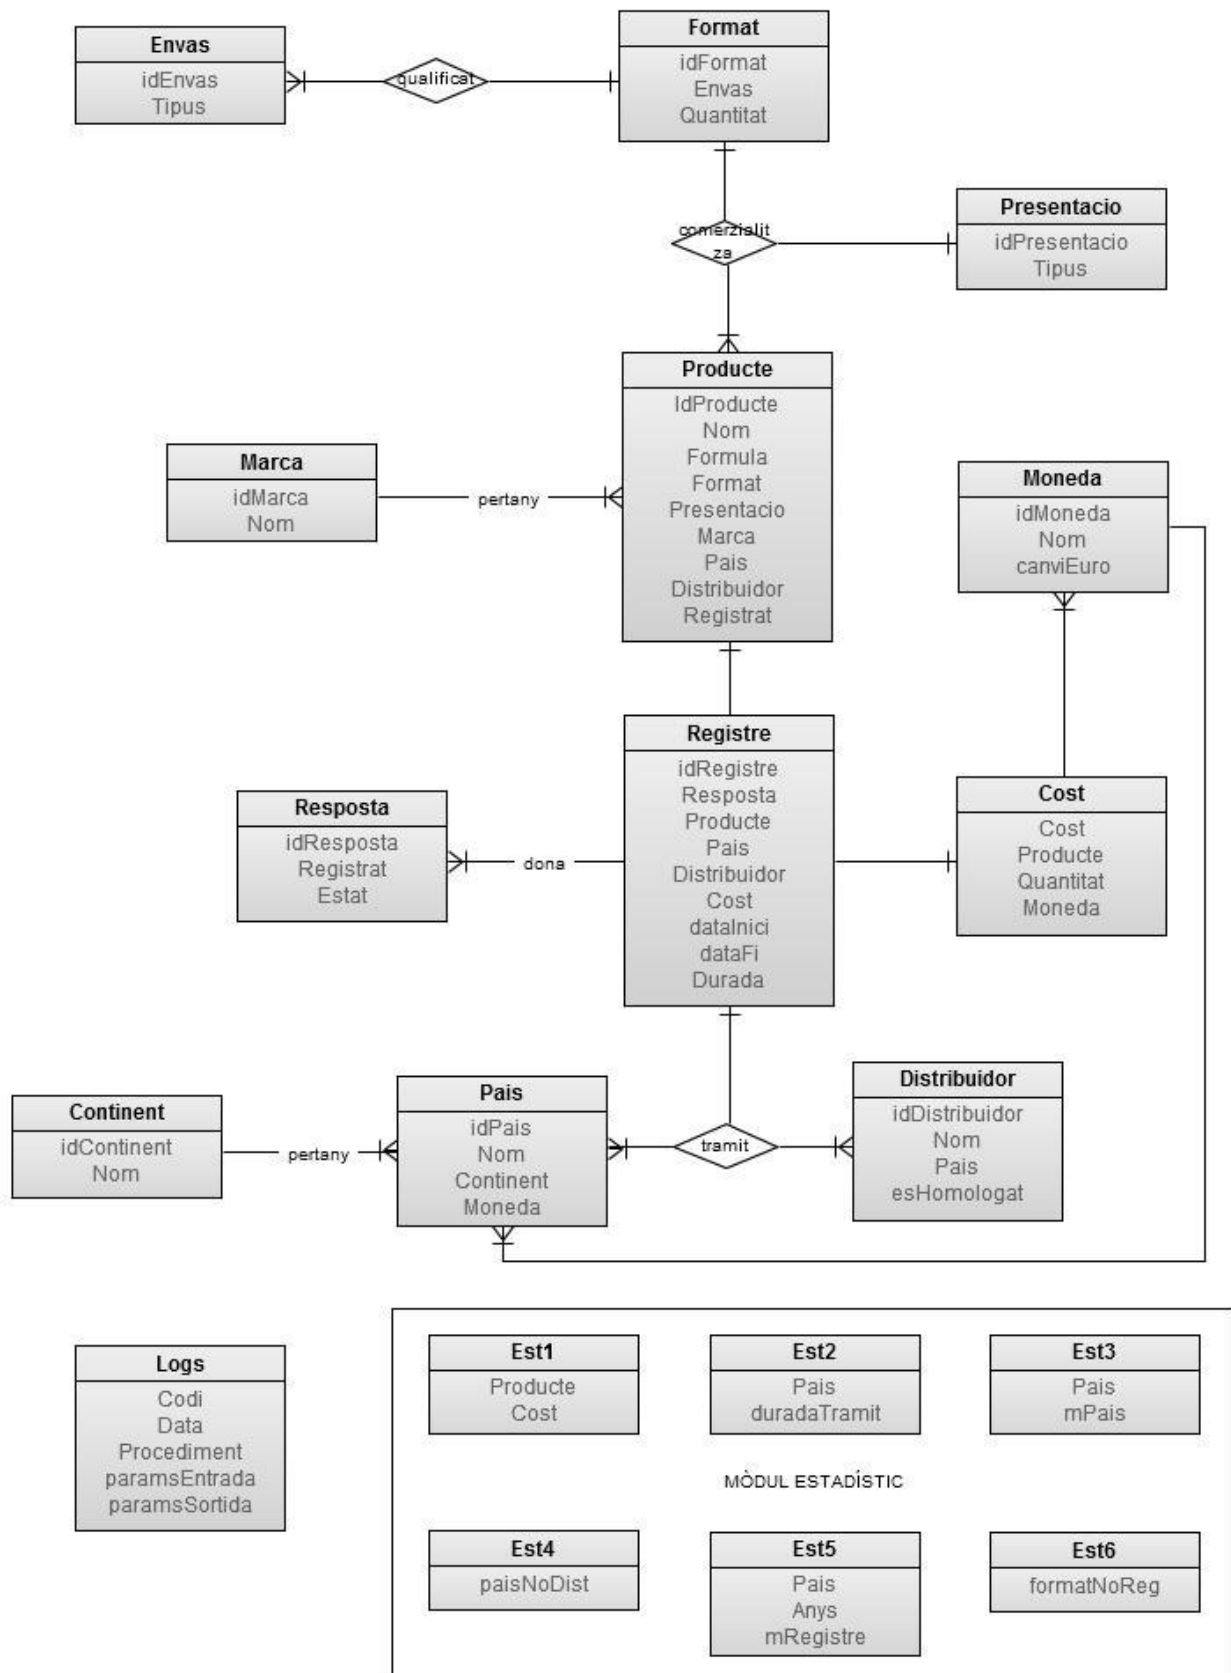 Envas
idEnvas
Tipus
qualificat
Format
idFormat
Envas
Quantitat
comerzialit
za
Presentacio
idPresentacio
Tipus
Producte
IdProducte
Nom
Formula
Format
Presentacio
Marca
Pais
Distribuidor
Registrat
Marca
idMarca
Nom
pertany
Moneda
idMoneda
Nom
canviEuro
Registre
idRegistre
Resposta
Producte
Pais
Distribuidor
Cost
dataInici
dataFi
Durada
Resposta
idResposta
Registrat
Estat
dona
Cost
Cost
Producte
Quantitat
Moneda
Continent
idContinent
Nom
pertany
Pais
idPais
Nom
Continent
Moneda
tramit
Distribuidor
idDistribuidor
Nom
Pais
esHomologat
Logs
Codi
Data
Procediment
paramsEntrada
paramsSortida
Est1
Producte
Cost
Est2
Pais
duradaTramit
Est3
Pais
mPais
MÒDUL ESTADÍSTIC
Est4
paisNoDist
Est5
Pais
Anys
mRegistre
Est6
formatNoReg